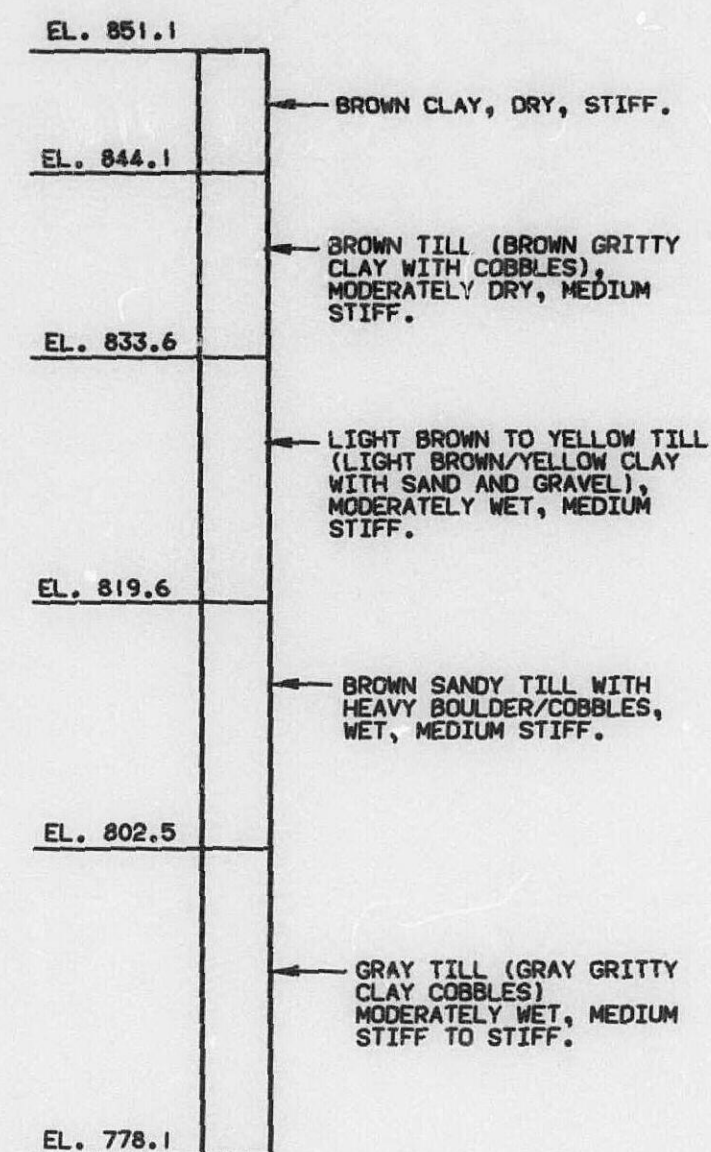 EL. 851.1
BROWN CLAY, DRY, STIFF.
EL. 844.1
BROWN TILL (BROWN GRITTY
CLAY WITH COBBLES),
MODERATELY DRY, MEDIUM
STIFF.
EL. 833.6
LIGHT BROWN TO YELLOW TILL
(LIGHT BROWN/YELLOW CLAY
WITH SAND AND GRAVEL),
MODERATELY WET, MEDIUM
STIFF.
EL. 819.6
BROWN SANDY TILL WITH
HEAVY BOULDER/COBBLES,
WET, MEDIUM STIFF.
EL. 802.5
GRAY TILL (GRAY GRITTY
CLAY COBBLES)
MODERATELY WET, MEDIUM
STIFF TO STIFF.
EL. 778.1